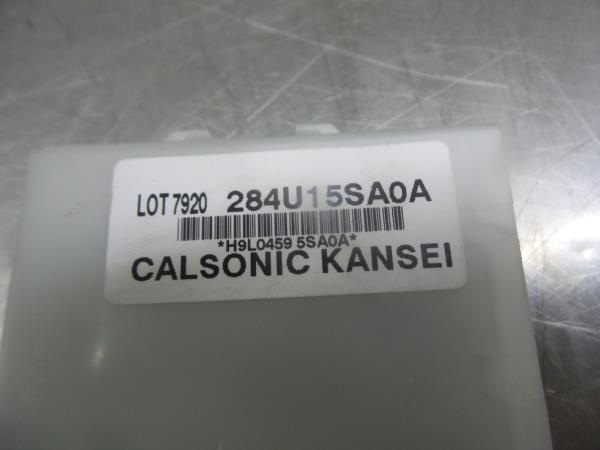 LOT 7920 284U15SA0A
*H9L0459 5SA0A*
CALSONIC KANSEI